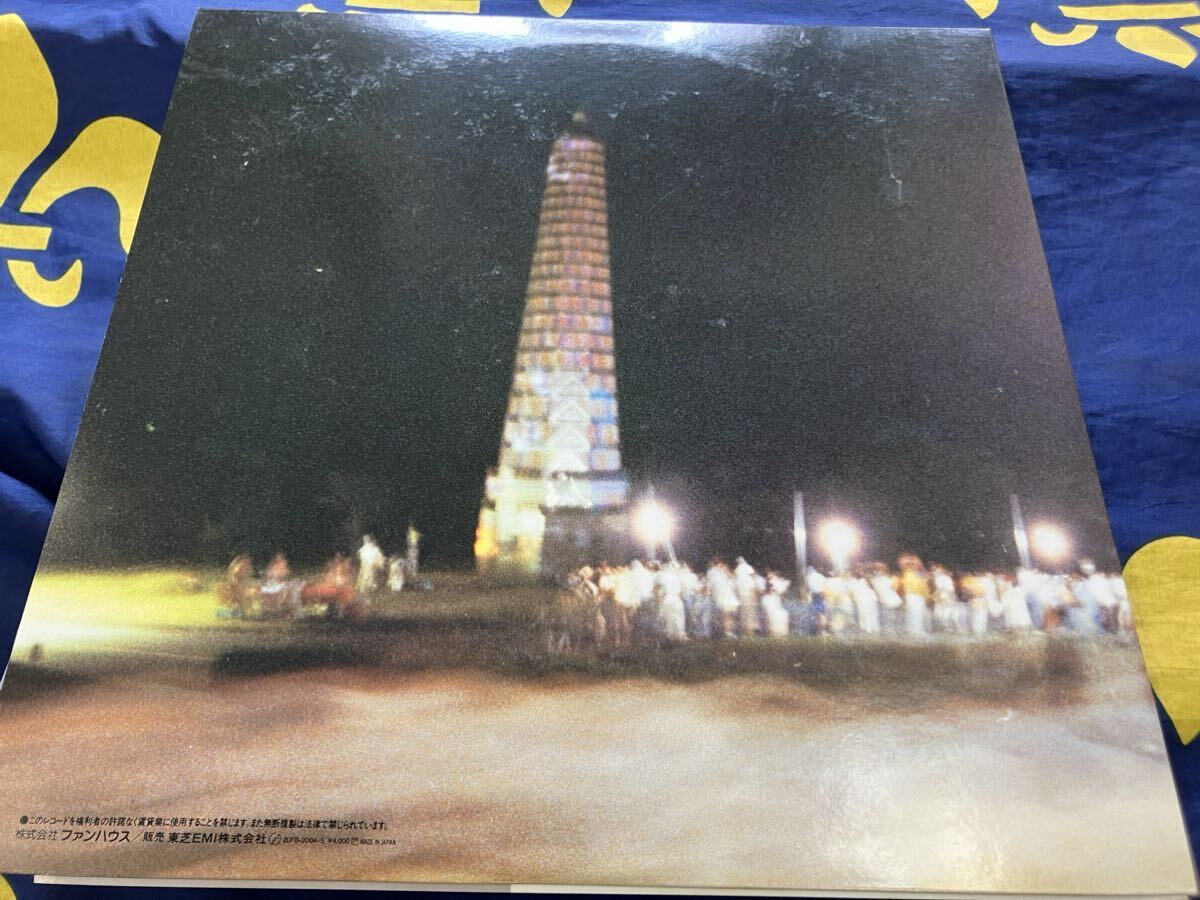 ●このレコードを権利者の許諾なく賃貸業に使用することを禁じます。また無断複製は法律で禁じられています。
株式会社 ファンハウス/販売 東芝EMI株式会社 20FB-2004-5 ¥4,000 MADE IN JAPAN